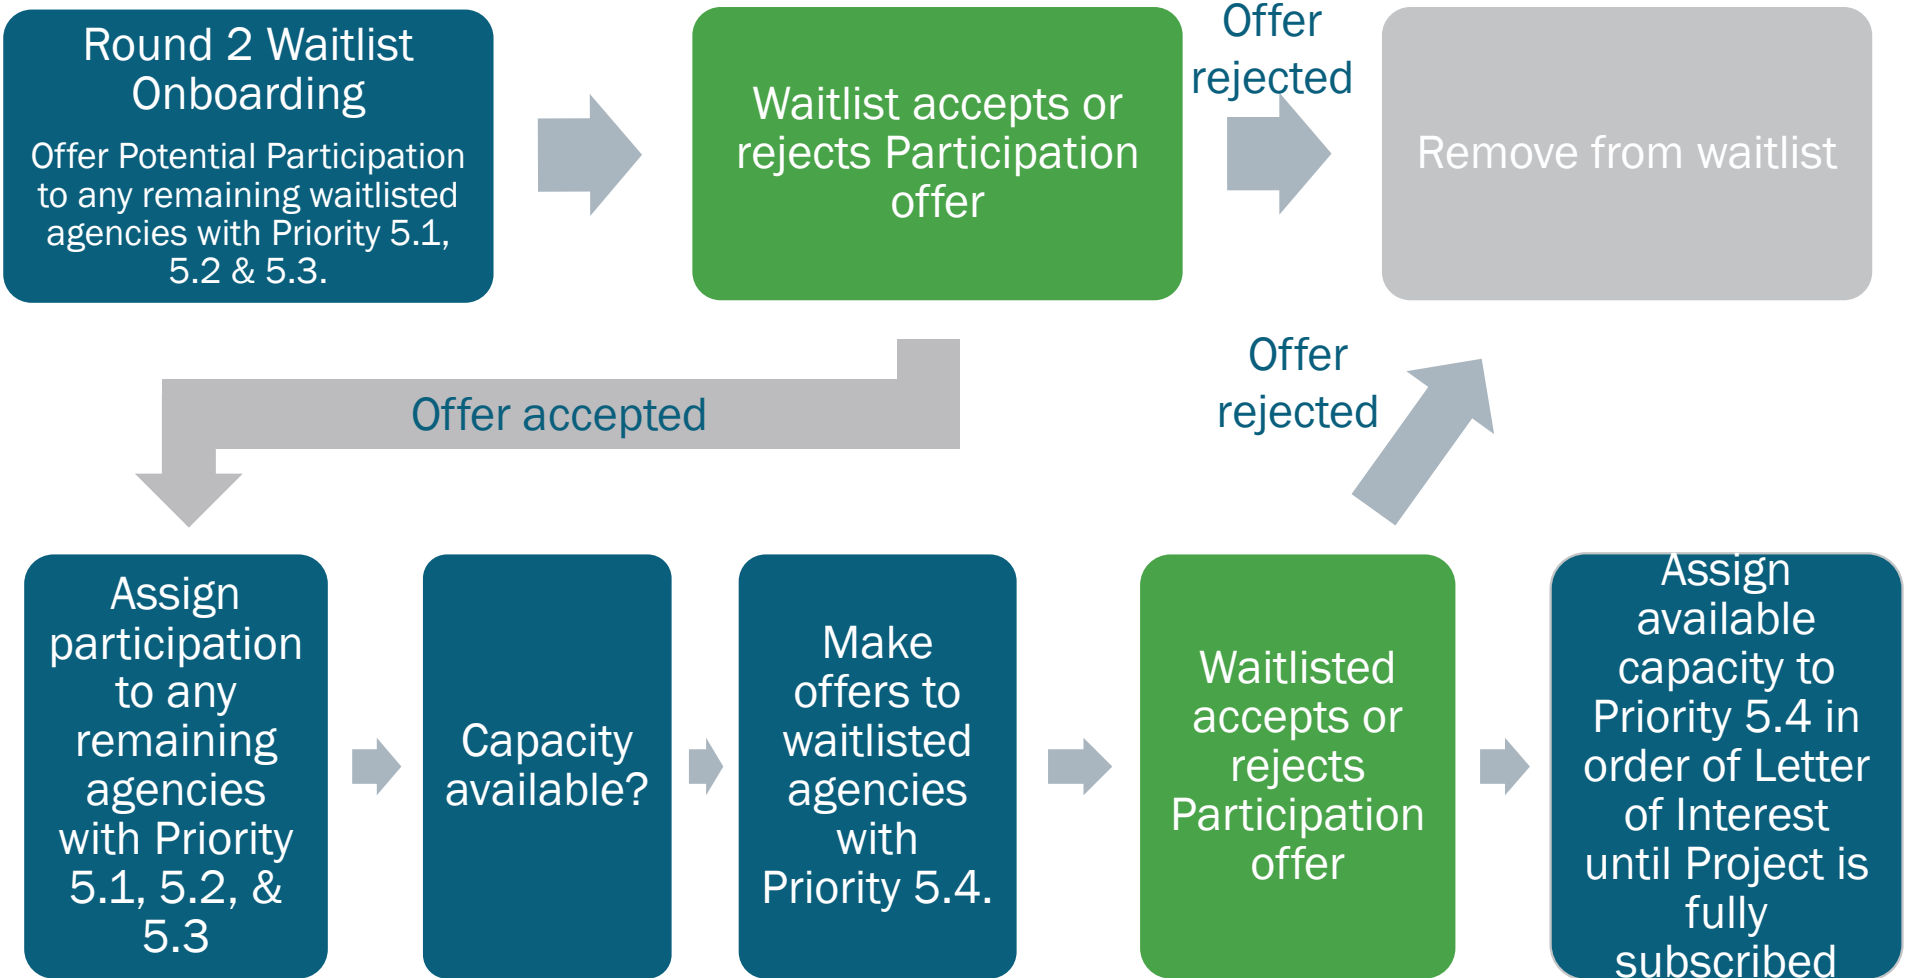 Round 2 Waitlist
Onboarding
Offer Potential Participation
to any remaining waitlisted
agencies with Priority 5.1,
5.2 & 5.3.
Waitlist accepts or
rejects Participation
offer
Offer
rejected
Remove from waitlist
Offer accepted
Offer
rejected
Assign
participation
to any
remaining
agencies
with Priority
5.1, 5.2, &
5.3
Capacity
available?
Make
offers to
waitlisted
agencies
with
Priority 5.4.
Waitlisted
accepts or
rejects
Participation
offer
Assign
available
capacity to
Priority 5.4 in
order of Letter
of Interest
until Project is
fully
subscribed